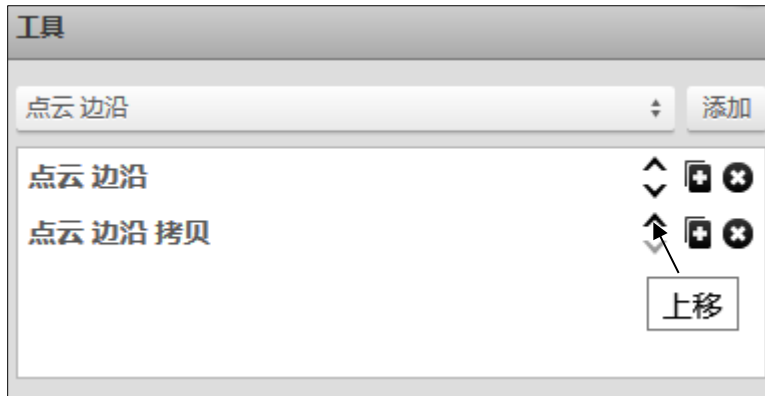 工具
点云 边沿
添加
点云 边沿
点云 边沿 拷贝
上移